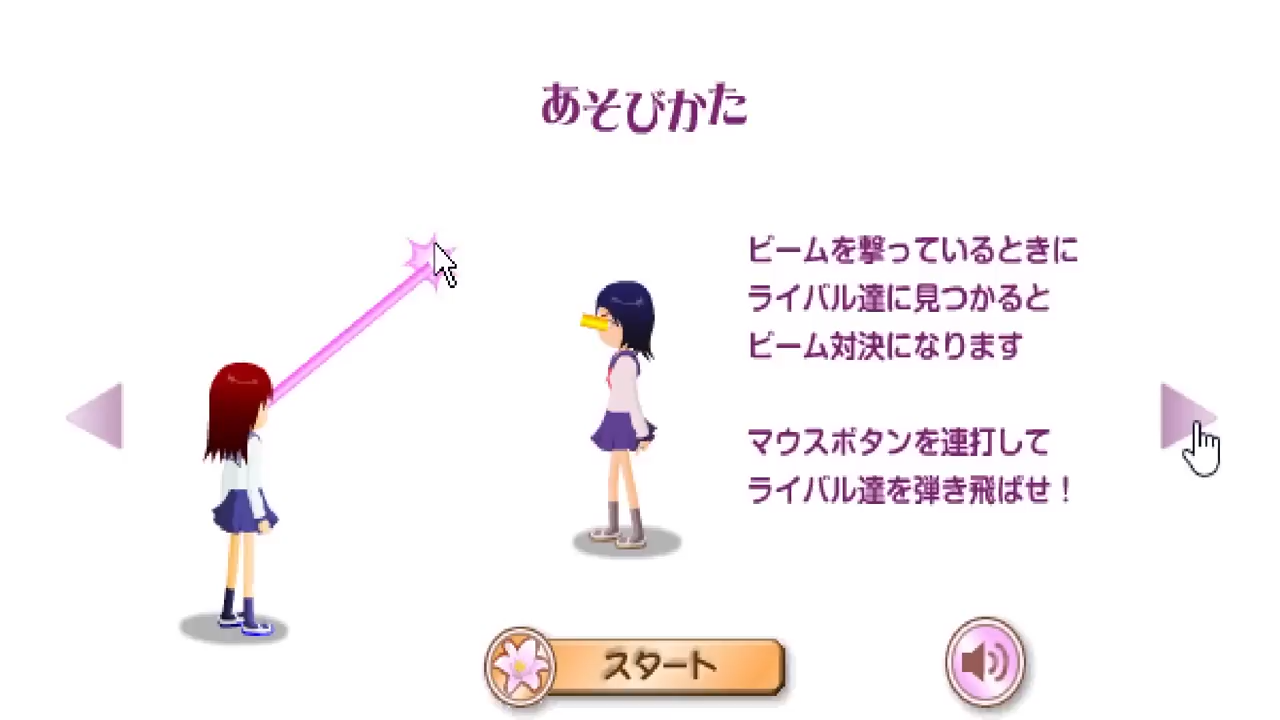 あそびかた
ビームを撃っているときに
ライバル達に見つかると
ビーム対決になります
マウスボタンを連打して
ライバル達を弾き飛ばせ！
スタート